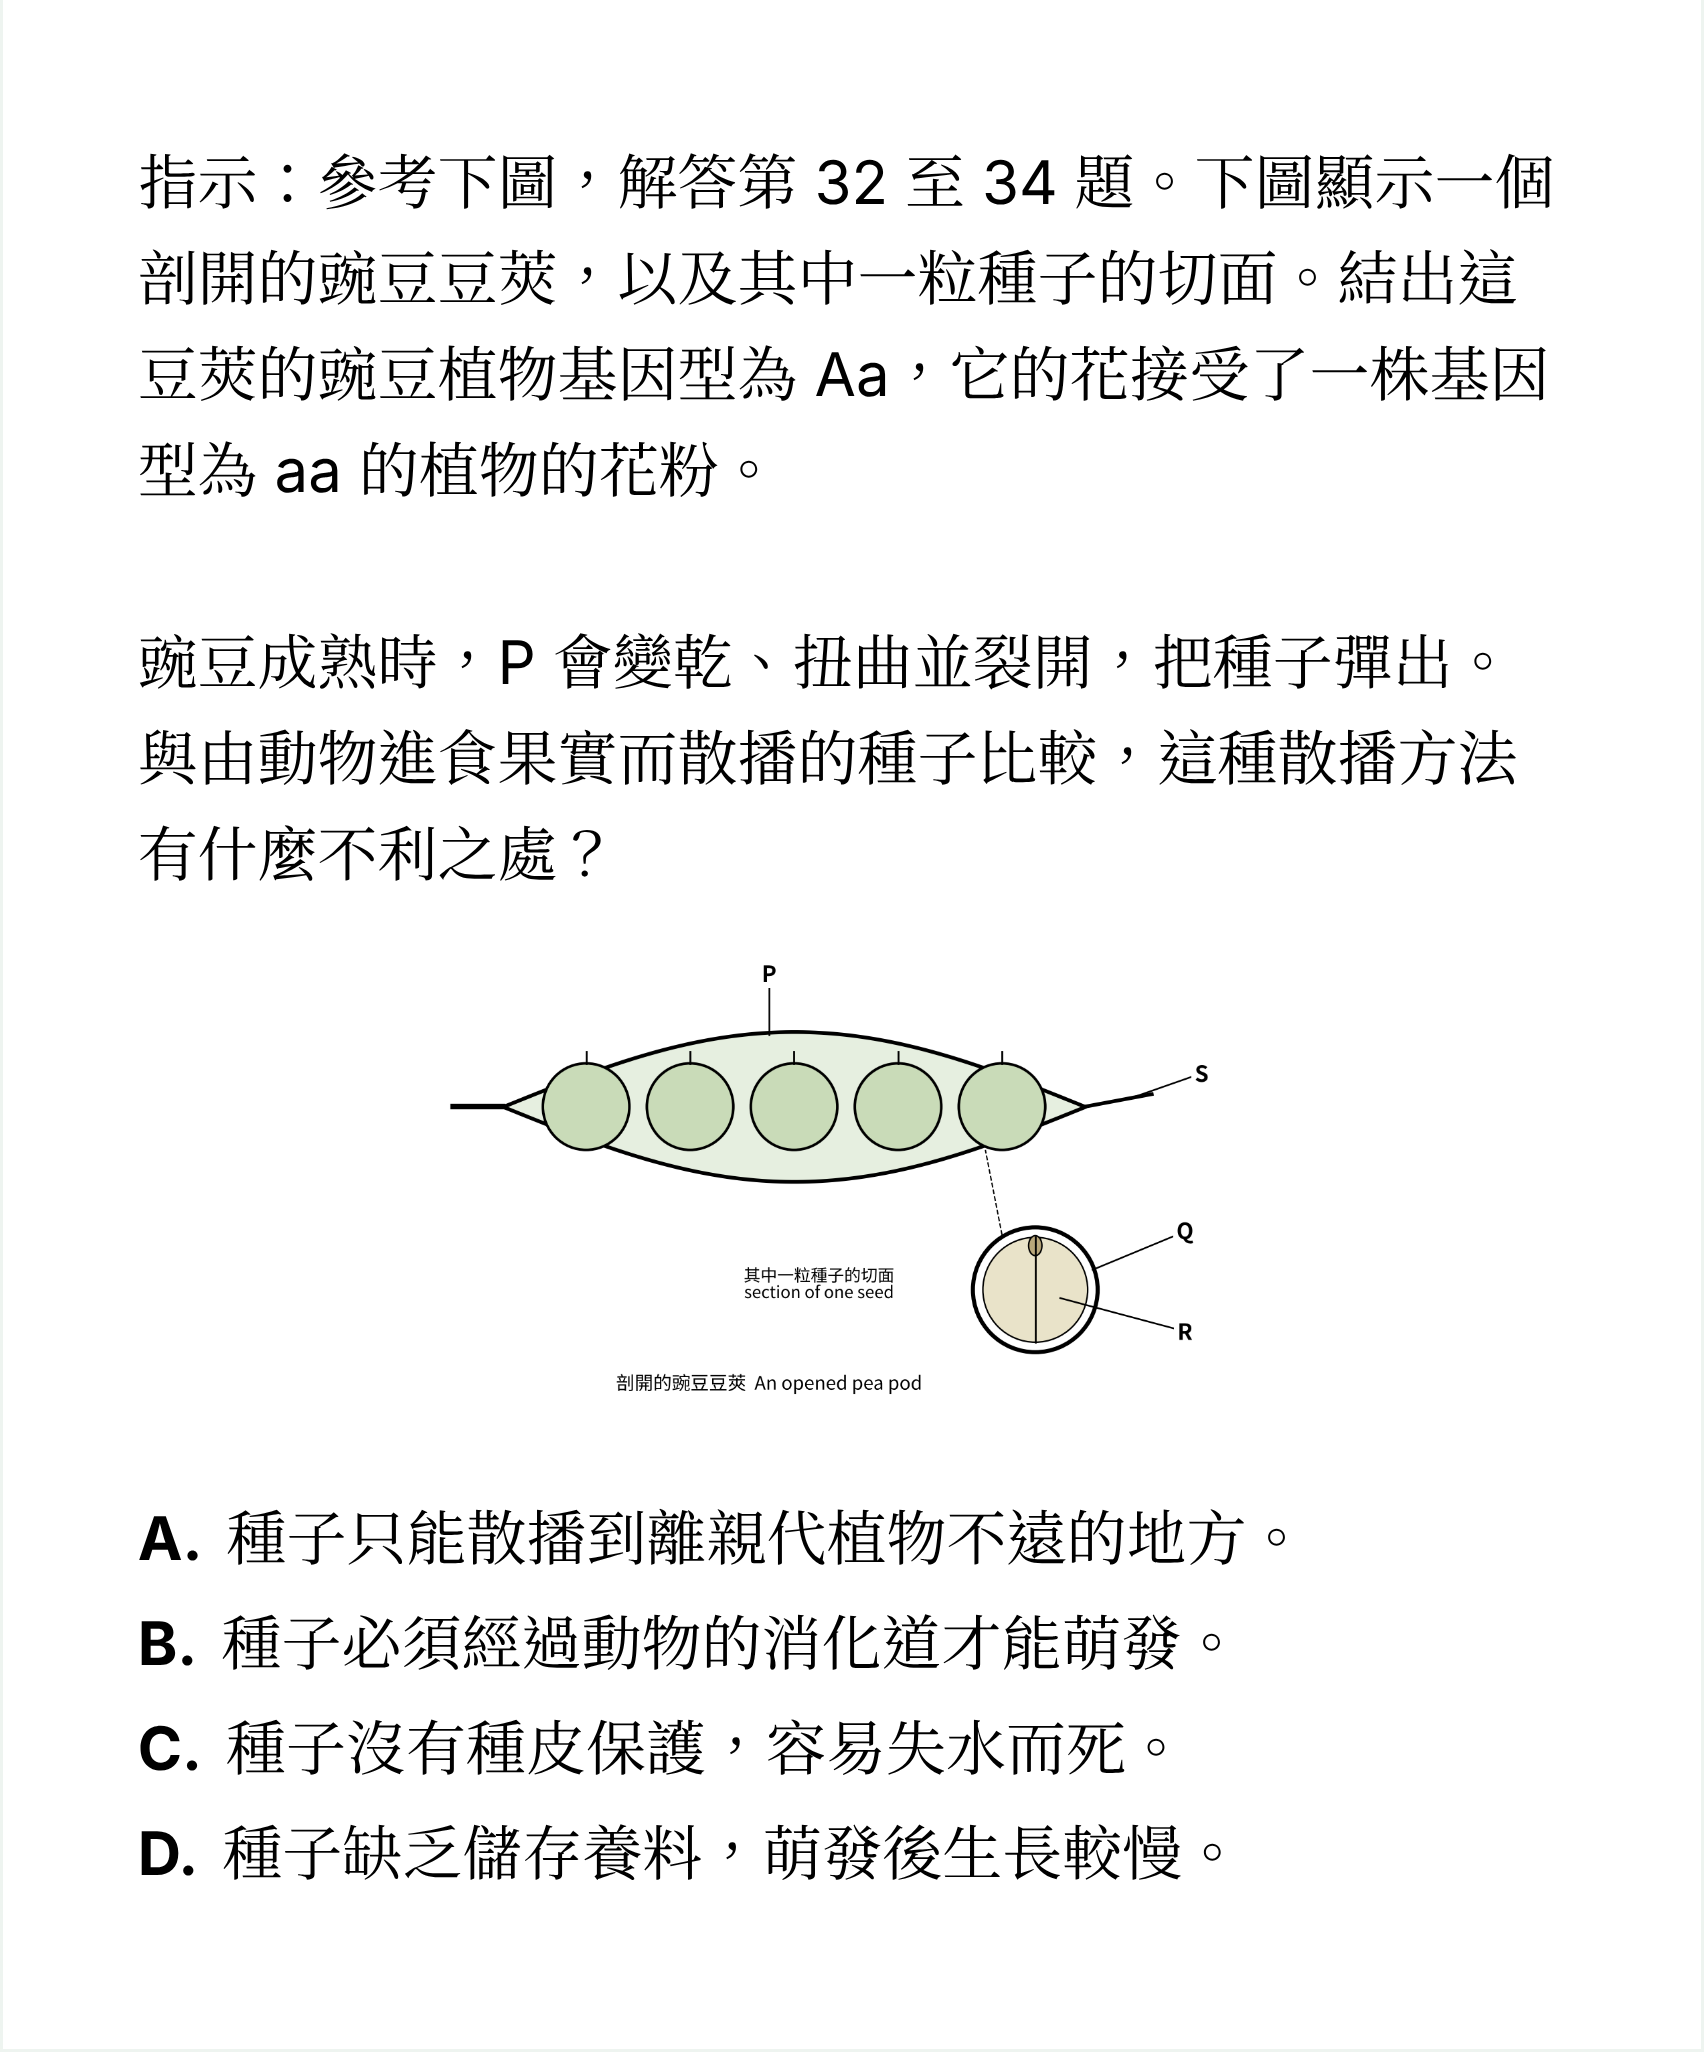 指示：參考下圖，解答第 32 至 34 題。下圖顯示一個
剖開的豌豆豆莢，以及其中一粒種子的切面。結出這
豆莢的豌豆植物基因型為 Aa，它的花接受了一株基因
型為 aa 的植物的花粉。
豌豆成熟時，P 會變乾、扭曲並裂開，把種子彈出。
與由動物進食果實而散播的種子比較，這種散播方法
有什麼不利之處？
P
S
Q
其中一粒種子的切面
section of one seed
R
剖開的豌豆豆莢 An opened pea pod
A. 種子只能散播到離親代植物不遠的地方。
B. 種子必須經過動物的消化道才能萌發。
C. 種子沒有種皮保護，容易失水而死。
D. 種子缺乏儲存養料，萌發後生長較慢。